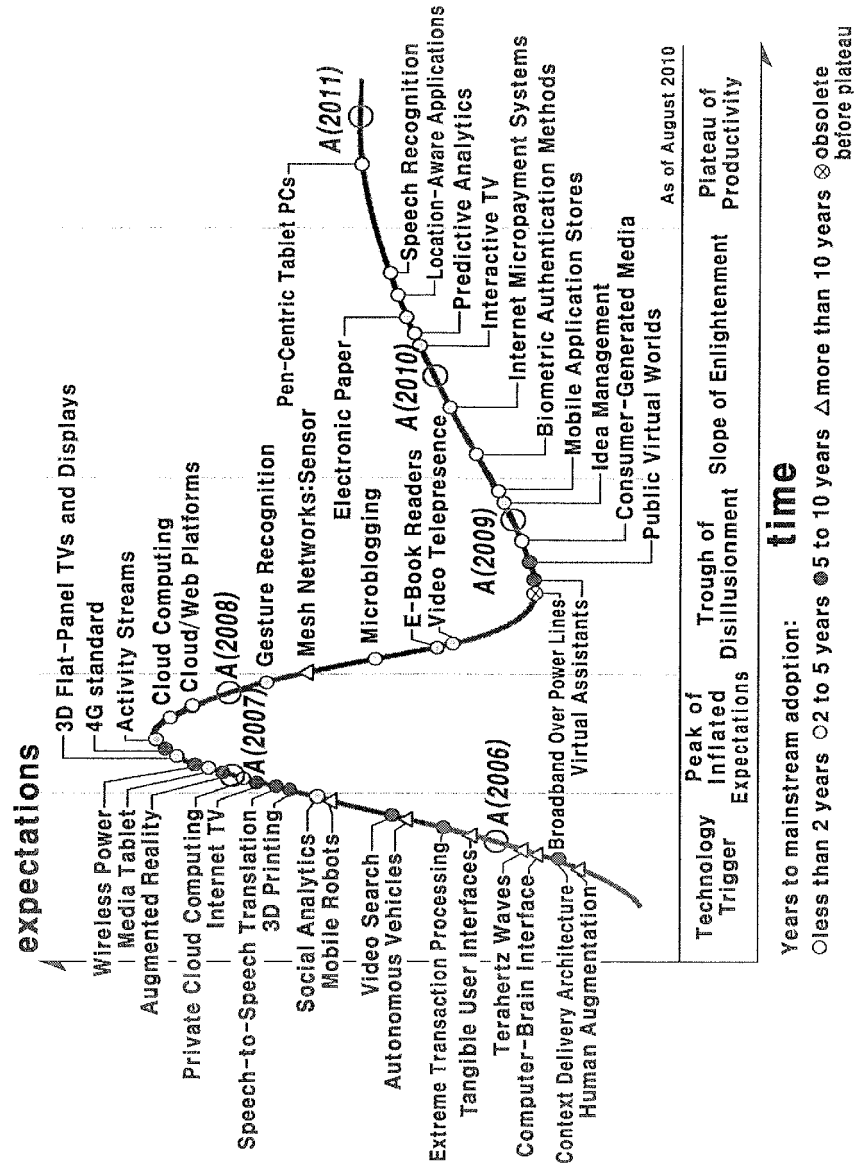 expectations
3D Flat-Panel TVs and Displays
4G standard
Activity Streams
Wireless Power
Media Tablet
Augmented Reality
Private Cloud Computing
Internet TV
Speech-to-Speech Translation
3D Printing
Social Analytics
Mobile Robots
Video Search
Autonomous Vehicles
Extreme Transaction Processing
Tangible User Interfaces
Terahertz Waves
Computer-Brain Interface
Context Delivery Architecture
Human Augmentation
A(2006)
A(2007)
Cloud Computing
Cloud/Web Platforms
A(2008)
Gesture Recognition
Mesh Networks:Sensor
Microblogging
E-Book Readers
Video Telepresence
Broadband Over Power Lines
Virtual Assistants
A(2009)
Public Virtual Worlds
Consumer-Generated Media
Idea Management
Mobile Application Stores
Biometric Authentication Methods
Internet Micropayment Systems
A(2010)
Interactive TV
Predictive Analytics
Electronic Paper
Location-Aware Applications
Speech Recognition
Pen-Centric Tablet PCs
A(2011)
As of August 2010
Technology
Trigger
Peak of
Inflated
Expectations
Trough of
Disillusionment
Slope of Enlightenment
Plateau of
Productivity
time
Years to mainstream adoption:
○less than 2 years ○2 to 5 years ●5 to 10 years △more than 10 years ⊗obsolete
before plateau